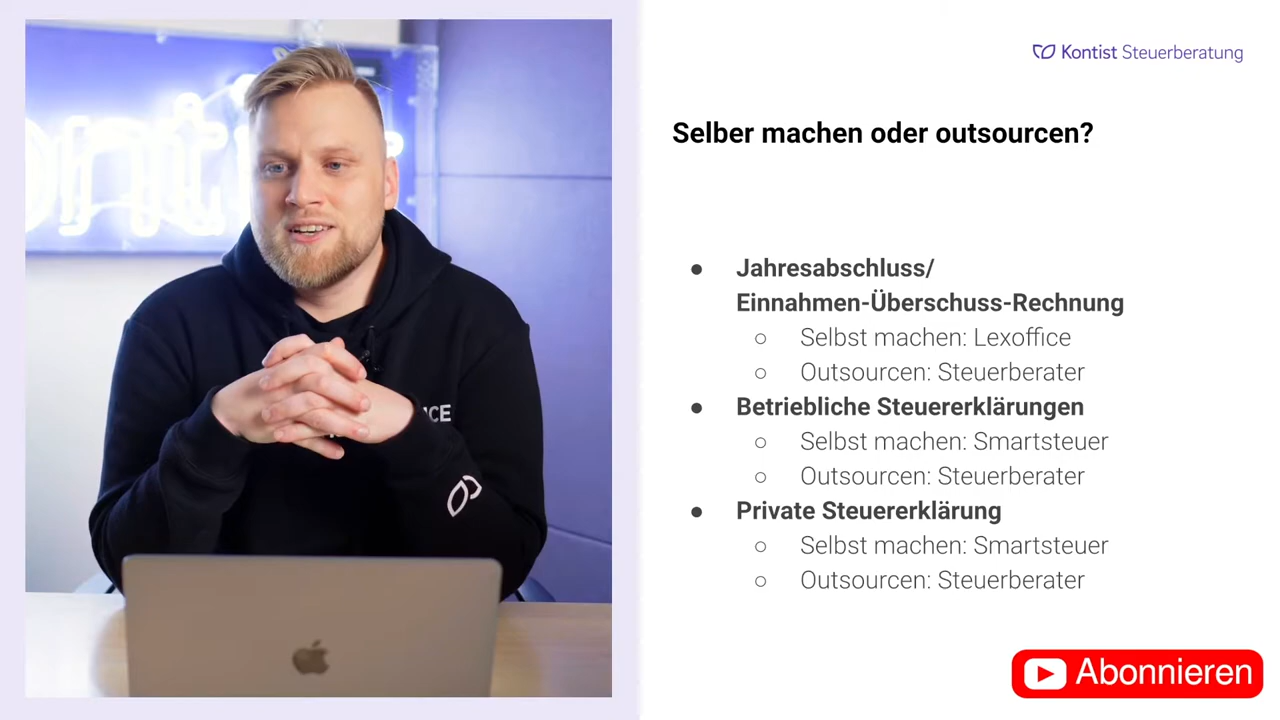 Kontist Steuerberatung
Selber machen oder outsourcen?
Jahresabschluss/
Einnahmen-Überschuss-Rechnung
Selbst machen: Lexoffice
Outsourcen: Steuerberater
Betriebliche Steuererklärungen
Selbst machen: Smartsteuer
Outsourcen: Steuerberater
Private Steuererklärung
Selbst machen: Smartsteuer
Outsourcen: Steuerberater
Abonnieren